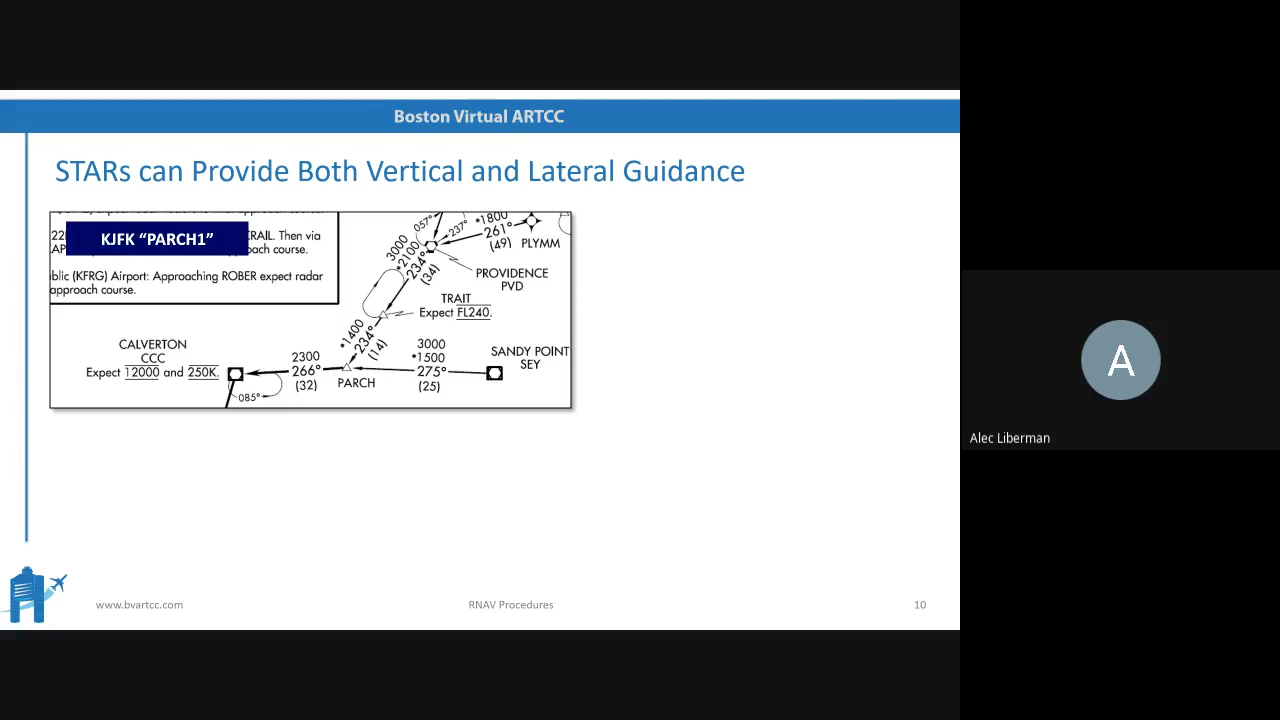 Boston Virtual ARTCC
STARs can Provide Both Vertical and Lateral Guidance
KJFK “PARCH1”
RAIL. Then via
ach course.
blic (KFRG) Airport: Approaching ROBER expect radar
approach course.
057°
237°
*1800
261°
(49)
PLYMM
3000
*2100
234°
(34)
PROVIDENCE
PVD
TRAIT
Expect FL240.
*1400
234°
(14)
CALVERTON
CCC
Expect 12000 and 250K.
2300
266°
(32)
PARCH
3000
*1500
275°
(25)
SANDY POINT
SEY
085°
A
Alec Liberman
www.bvartcc.com
RNAV Procedures
10